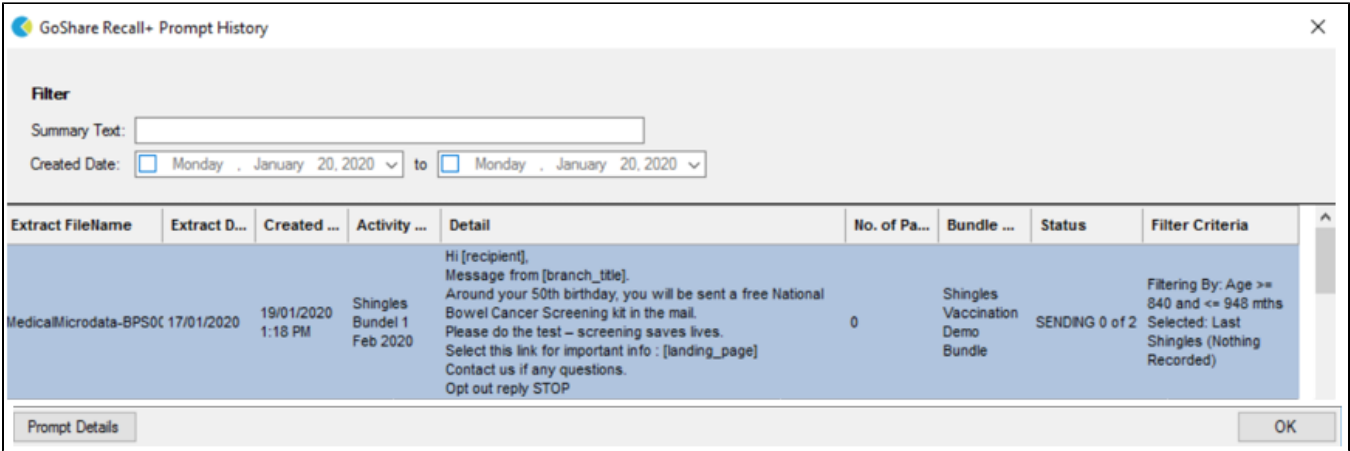 GoShare Recall+ Prompt History
Filter
Summary Text:
Created Date: Monday , January 20, 2020 to Monday , January 20, 2020
Extract FileName Extract D... Created ... Activity ... Detail No. of Pa... Bundle ... Status Filter Criteria
MedicalMicrodata-BPS00 17/01/2020
19/01/2020
1:18 PM
Shingles
Bundel 1
Feb 2020
Hi [recipient],
Message from [branch_title].
Around your 50th birthday, you will be sent a free National
Bowel Cancer Screening kit in the mail.
Please do the test – screening saves lives.
Select this link for important info : [landing_page]
Contact us if any questions.
Opt out reply STOP
0
Shingles
Vaccination
Demo
Bundle
SENDING 0 of 2
Filtering By: Age >=
840 and <= 948 mths
Selected: Last
Shingles (Nothing
Recorded)
Prompt Details
OK